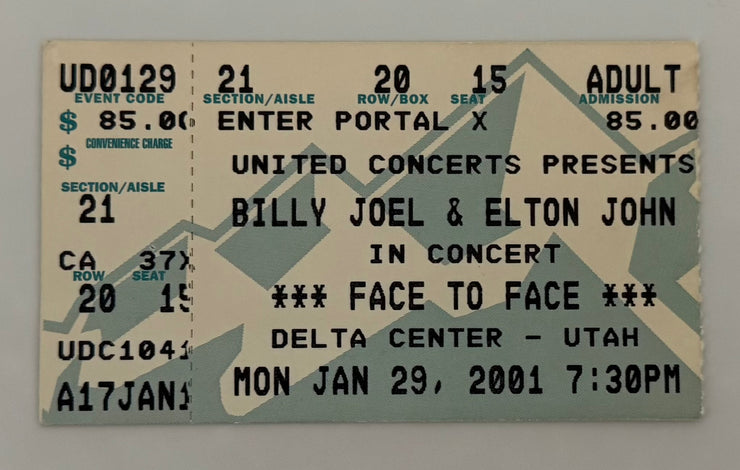 UD0129
EVENT CODE
$ 85.00
$ CONVENIENCE CHARGE
SECTION/AISLE
21
CA 37X
ROW SEAT
20 15
UDC1041
A17JAN1
21 20 15 ADULT
SECTION/AISLE ROW/BOX SEAT ADMISSION
ENTER PORTAL X 85.00
UNITED CONCERTS PRESENTS
BILLY JOEL & ELTON JOHN
IN CONCERT
*** FACE TO FACE ***
DELTA CENTER - UTAH
MON JAN 29, 2001 7:30PM